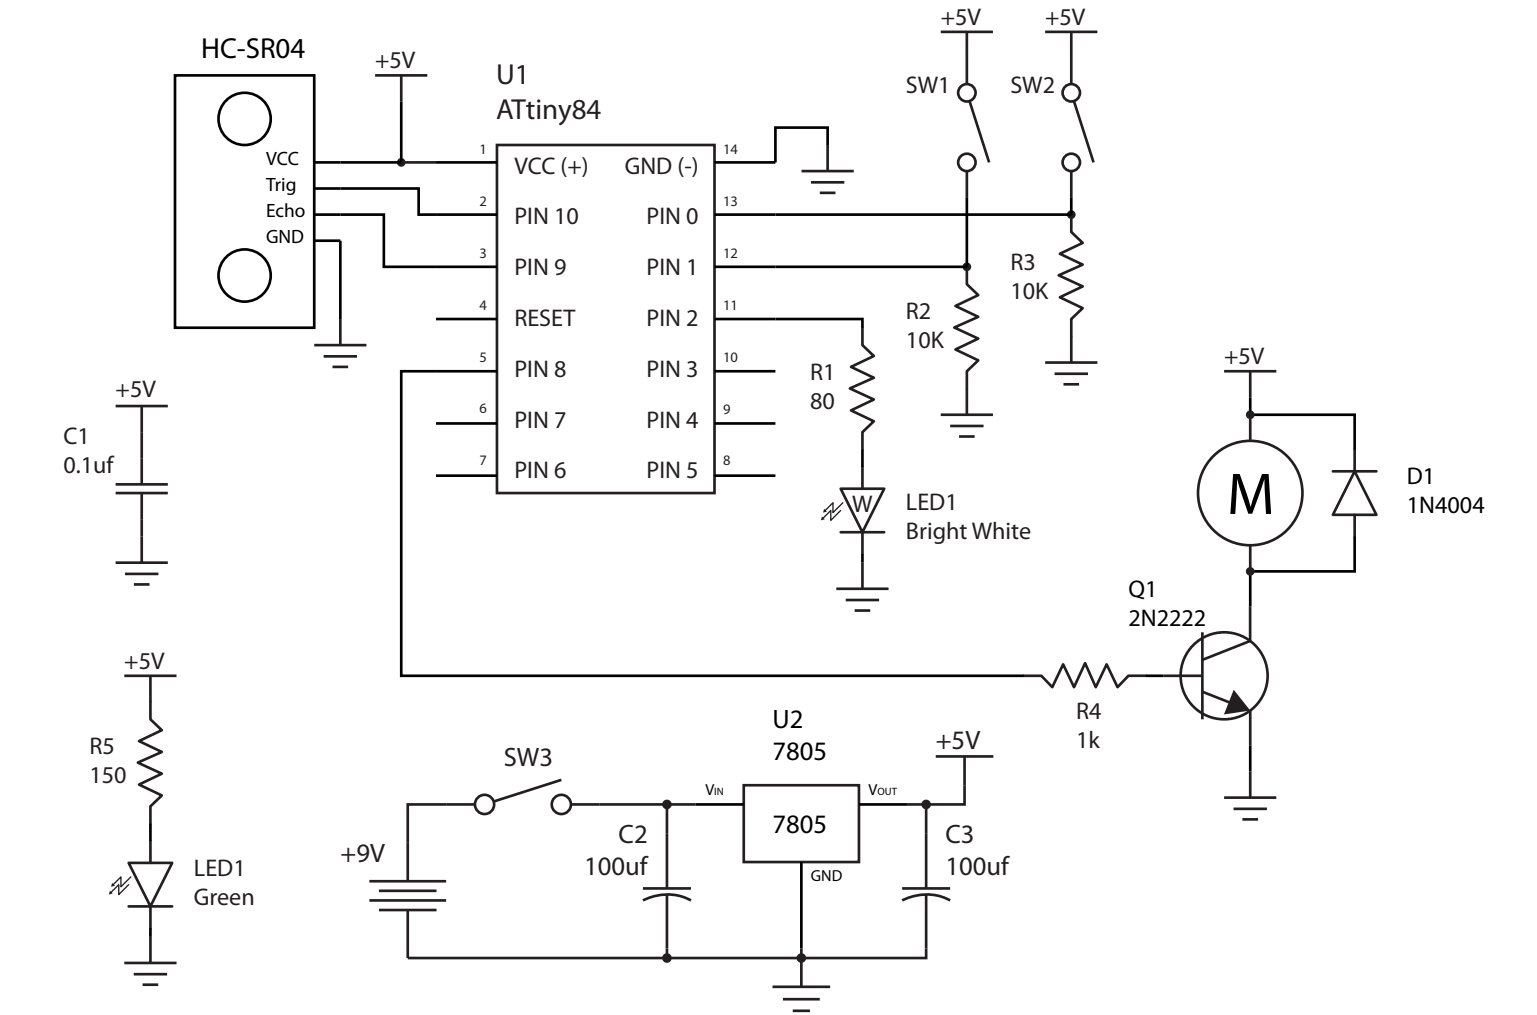 HC-SR04
VCC
Trig
Echo
GND
+5V
U1
ATtiny84
1
VCC (+)
GND (-)
14
2
PIN 10
PIN 0
13
3
PIN 9
PIN 1
12
4
RESET
PIN 2
11
5
PIN 8
PIN 3
10
6
PIN 7
PIN 4
9
7
PIN 6
PIN 5
8
+5V
+5V
SW1
SW2
R3
10K
R2
10K
R1
80
W
LED1
Bright White
+5V
C1
0.1uf
+5V
M
D1
1N4004
Q1
2N2222
R4
1k
+5V
R5
150
LED1
Green
SW3
+9V
C2
100uf
U2
7805
VIN
7805
VOUT
GND
+5V
C3
100uf